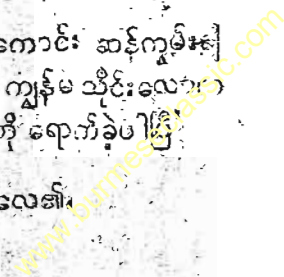 ကောင်း ဆန်ကွမ်း၍
ကျွန်မ သိုင်းလောက
ကို ရောက်ခဲ့ပါပြီ
လေ၏။
www.burmeseclassic.com